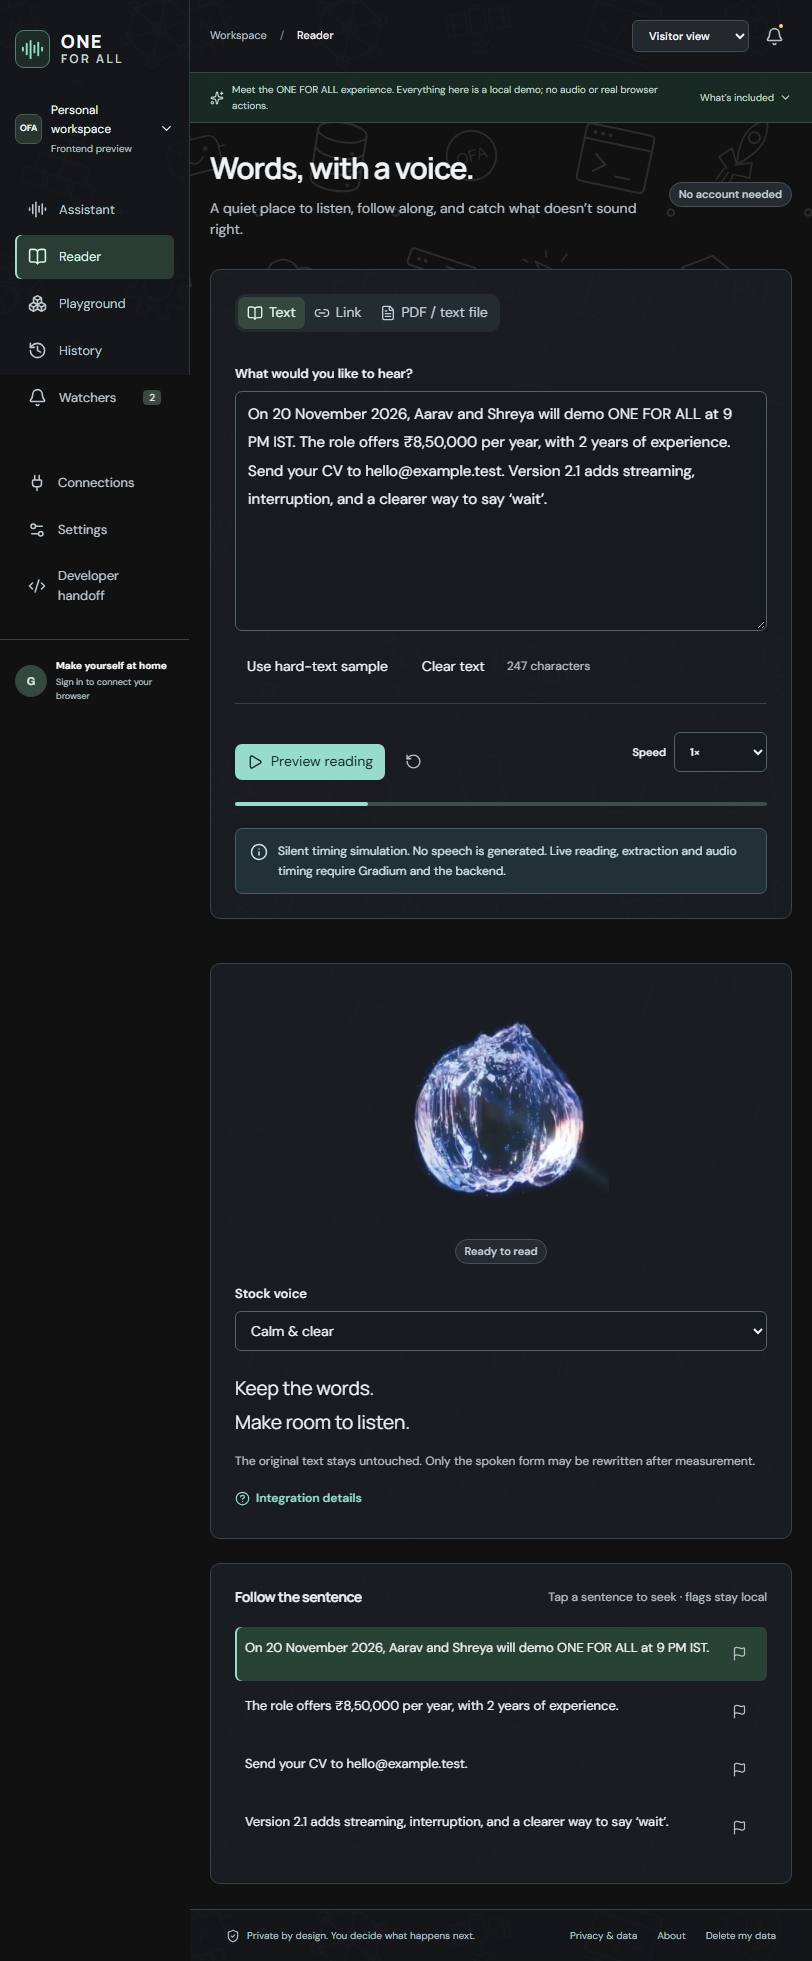 ONE
FOR ALL
OFA
Personal
workspace
Frontend preview
Assistant
Reader
Playground
History
Watchers 2
Connections
Settings
Developer
handoff
G
Make yourself at home
Sign in to connect your
browser
Workspace / Reader
Visitor view
Meet the ONE FOR ALL experience. Everything here is a local demo; no audio or real browser
actions.
What's included
OFA
Words, with a voice.
A quiet place to listen, follow along, and catch what doesn't sound
right.
No account needed
Text Link PDF / text file
What would you like to hear?
On 20 November 2026, Aarav and Shreya will demo ONE FOR ALL at 9
PM IST. The role offers ₹8,50,000 per year, with 2 years of experience.
Send your CV to hello@example.test. Version 2.1 adds streaming,
interruption, and a clearer way to say ‘wait’.
Use hard-text sample Clear text 247 characters
Preview reading
Speed 1×
Silent timing simulation. No speech is generated. Live reading, extraction and audio
timing require Gradium and the backend.
Ready to read
Stock voice
Calm & clear
Keep the words.
Make room to listen.
The original text stays untouched. Only the spoken form may be rewritten after measurement.
Integration details
Follow the sentence
Tap a sentence to seek · flags stay local
On 20 November 2026, Aarav and Shreya will demo ONE FOR ALL at 9 PM IST.
The role offers ₹8,50,000 per year, with 2 years of experience.
Send your CV to hello@example.test.
Version 2.1 adds streaming, interruption, and a clearer way to say ‘wait’.
Private by design. You decide what happens next.
Privacy & data About Delete my data